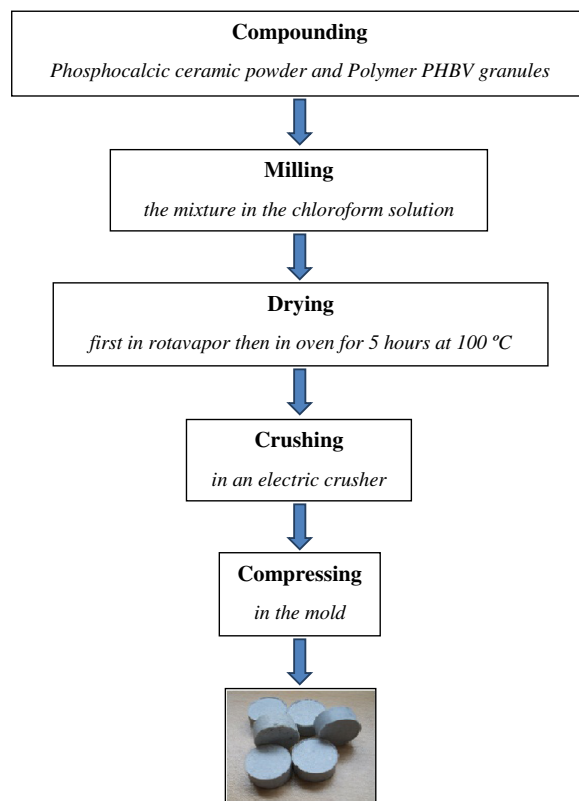 Compounding
Phosphocalcic ceramic powder and Polymer PHBV granules
Milling
the mixture in the chloroform solution
Drying
first in rotavapor then in oven for 5 hours at 100 ºC
Crushing
in an electric crusher
Compressing
in the mold